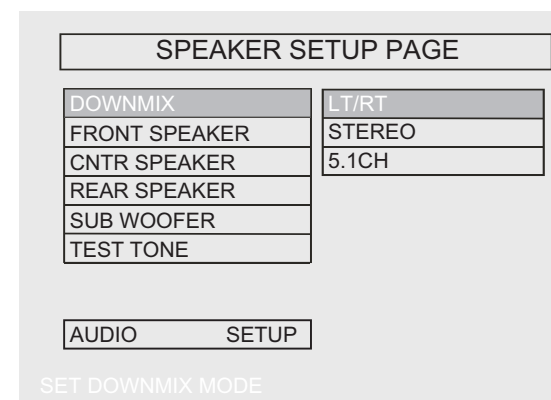 SPEAKER SETUP PAGE
DOWNMIX
FRONT SPEAKER
CNTR SPEAKER
REAR SPEAKER
SUB WOOFER
TEST TONE
LT/RT
STEREO
5.1CH
AUDIO SETUP
SET DOWNMIX MODE